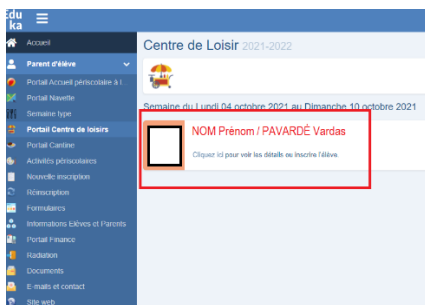 Edu
ka
Accueil
Parent d'élève
Portail Accueil périscolaire à l...
Portail Navette
Semaine type
Portail Centre de loisirs
Portail Cantine
Activités périscolaires
Nouvelle inscription
Réinscription
Formulaires
Informations Elèves et Parents
Portail Finance
Radiation
Documents
E-mails et contact
Site web
Centre de Loisir 2021-2022
Semaine du Lundi 04 octobre 2021 au Dimanche 10 octobre 2021
NOM Prénom / PAVARDÉ Vardas
Cliquez ici pour voir les détails ou inscrire l'élève.